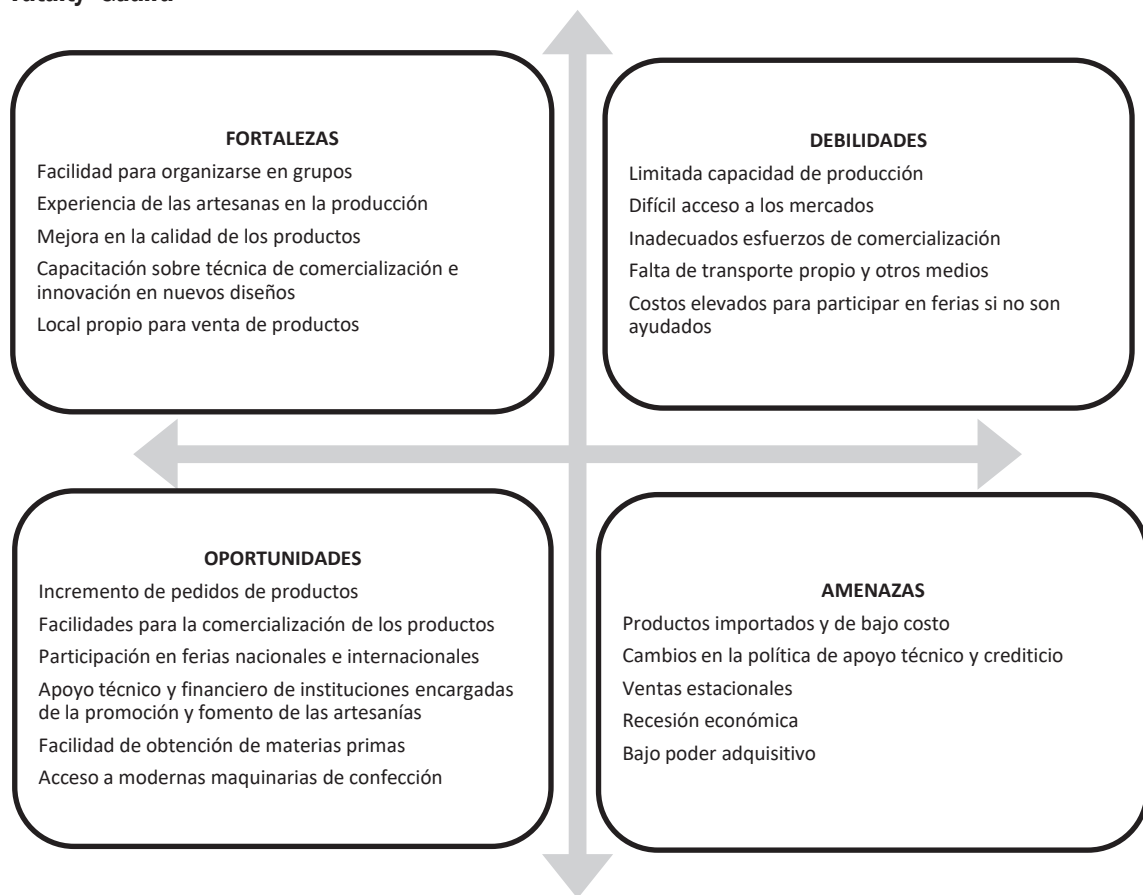 FORTALEZAS
Facilidad para organizarse en grupos
Experiencia de las artesanas en la producción
Mejora en la calidad de los productos
Capacitación sobre técnica de comercialización e
innovación en nuevos diseños
Local propio para venta de productos
DEBILIDADES
Limitada capacidad de producción
Difícil acceso a los mercados
Inadecuados esfuerzos de comercialización
Falta de transporte propio y otros medios
Costos elevados para participar en ferias si no son
ayudados
OPORTUNIDADES
Incremento de pedidos de productos
Facilidades para la comercialización de los productos
Participación en ferias nacionales e internacionales
Apoyo técnico y financiero de instituciones encargadas
de la promoción y fomento de las artesanías
Facilidad de obtención de materias primas
Acceso a modernas maquinarias de confección
AMENAZAS
Productos importados y de bajo costo
Cambios en la política de apoyo técnico y crediticio
Ventas estacionales
Recesión económica
Bajo poder adquisitivo